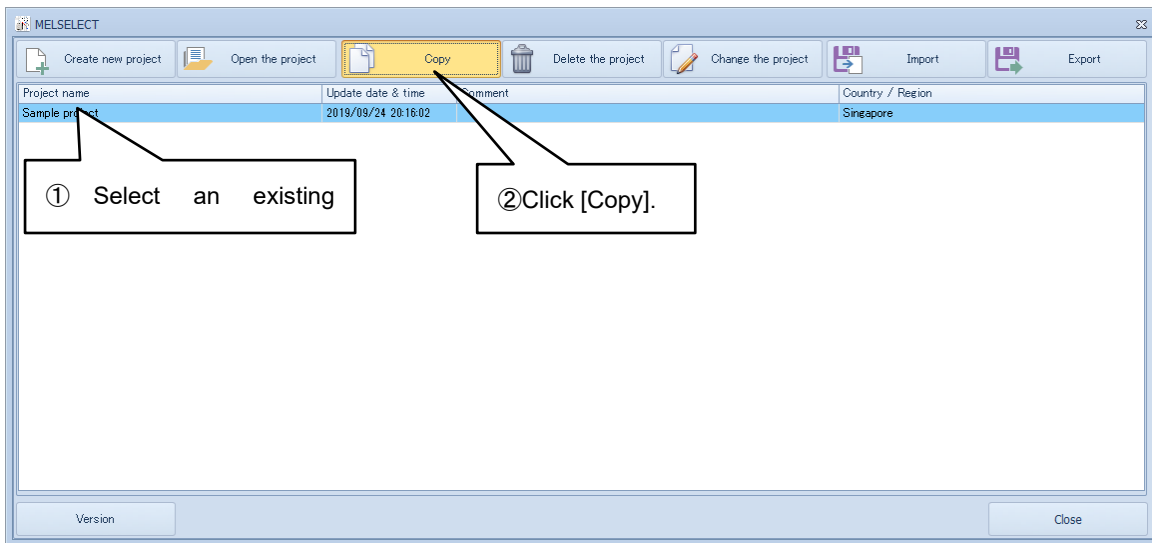 MELSELECT
Create new project Open the project Copy Delete the project Change the project Import Export
Project name Update date & time Comment Country / Region
Sample project 2019/09/24 20:16:02 Singapore
① Select an existing
②Click [Copy].
Version Close